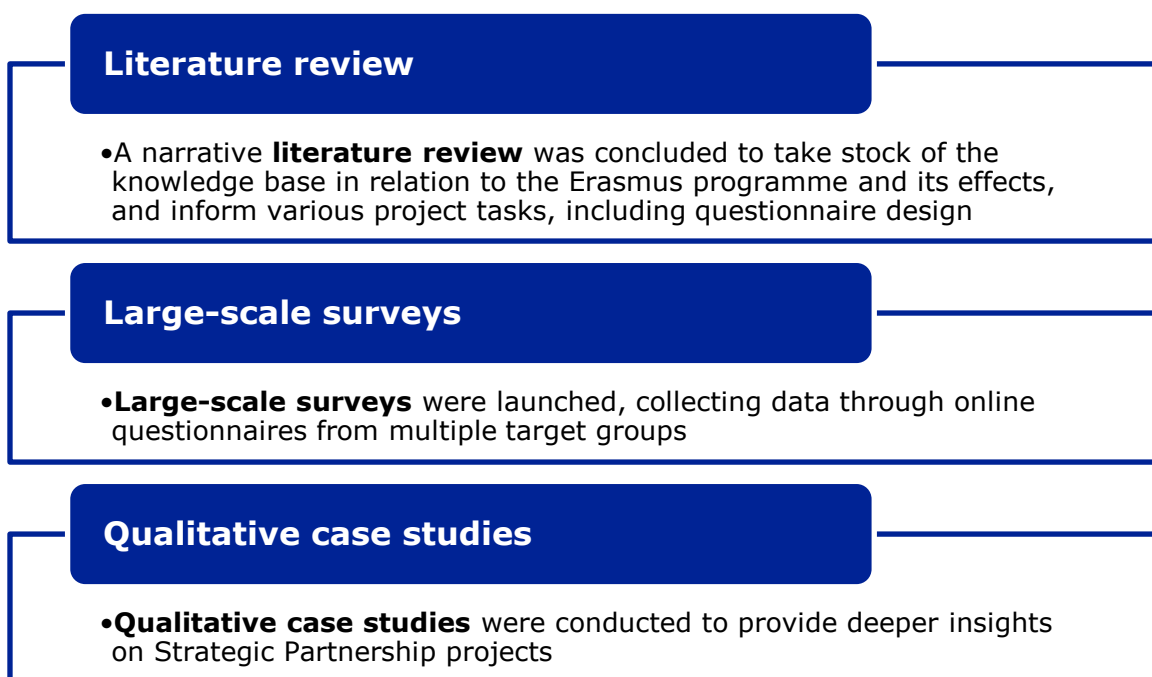 Literature review
•A narrative literature review was concluded to take stock of the
knowledge base in relation to the Erasmus programme and its effects,
and inform various project tasks, including questionnaire design
Large-scale surveys
•Large-scale surveys were launched, collecting data through online
questionnaires from multiple target groups
Qualitative case studies
•Qualitative case studies were conducted to provide deeper insights
on Strategic Partnership projects